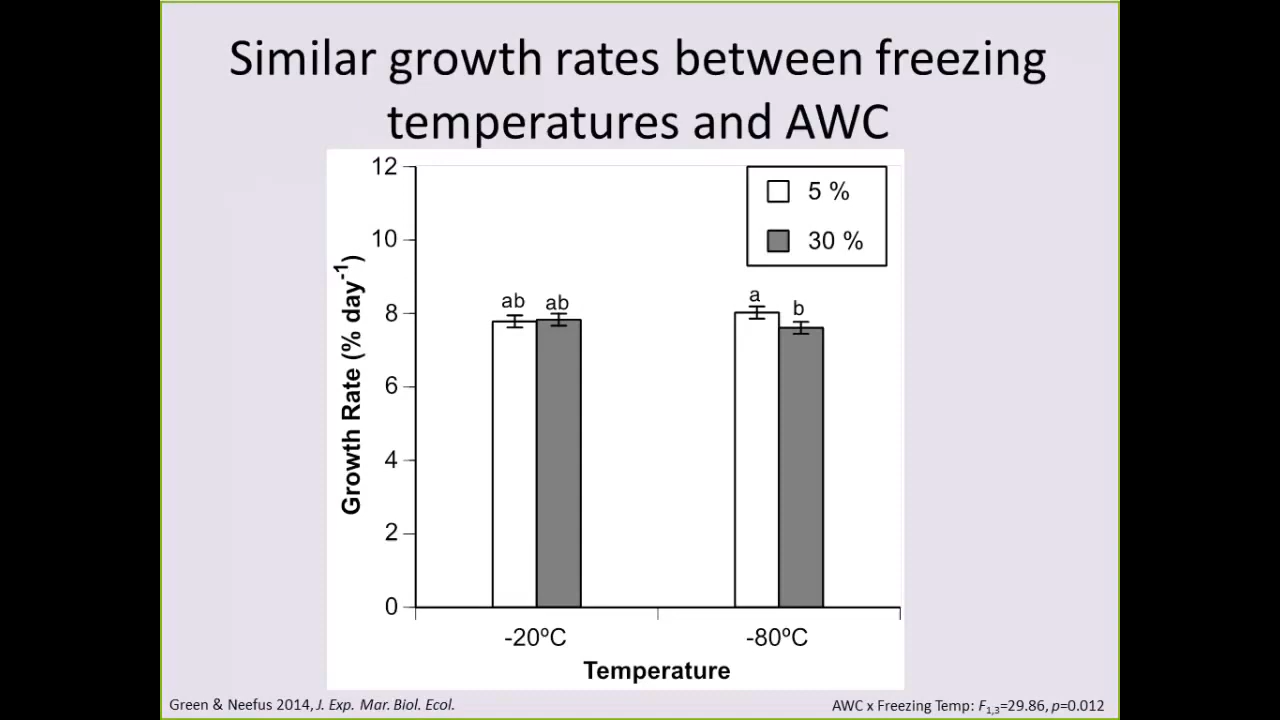 Similar growth rates between freezing
temperatures and AWC
12
10
8
6
4
2
0
Growth Rate (% day⁻¹)
5 %
30 %
ab
ab
a
b
-20ºC
-80ºC
Temperature
Green & Neefus 2014, J. Exp. Mar. Biol. Ecol.
AWC x Freezing Temp: F₁,₃=29.86, p=0.012